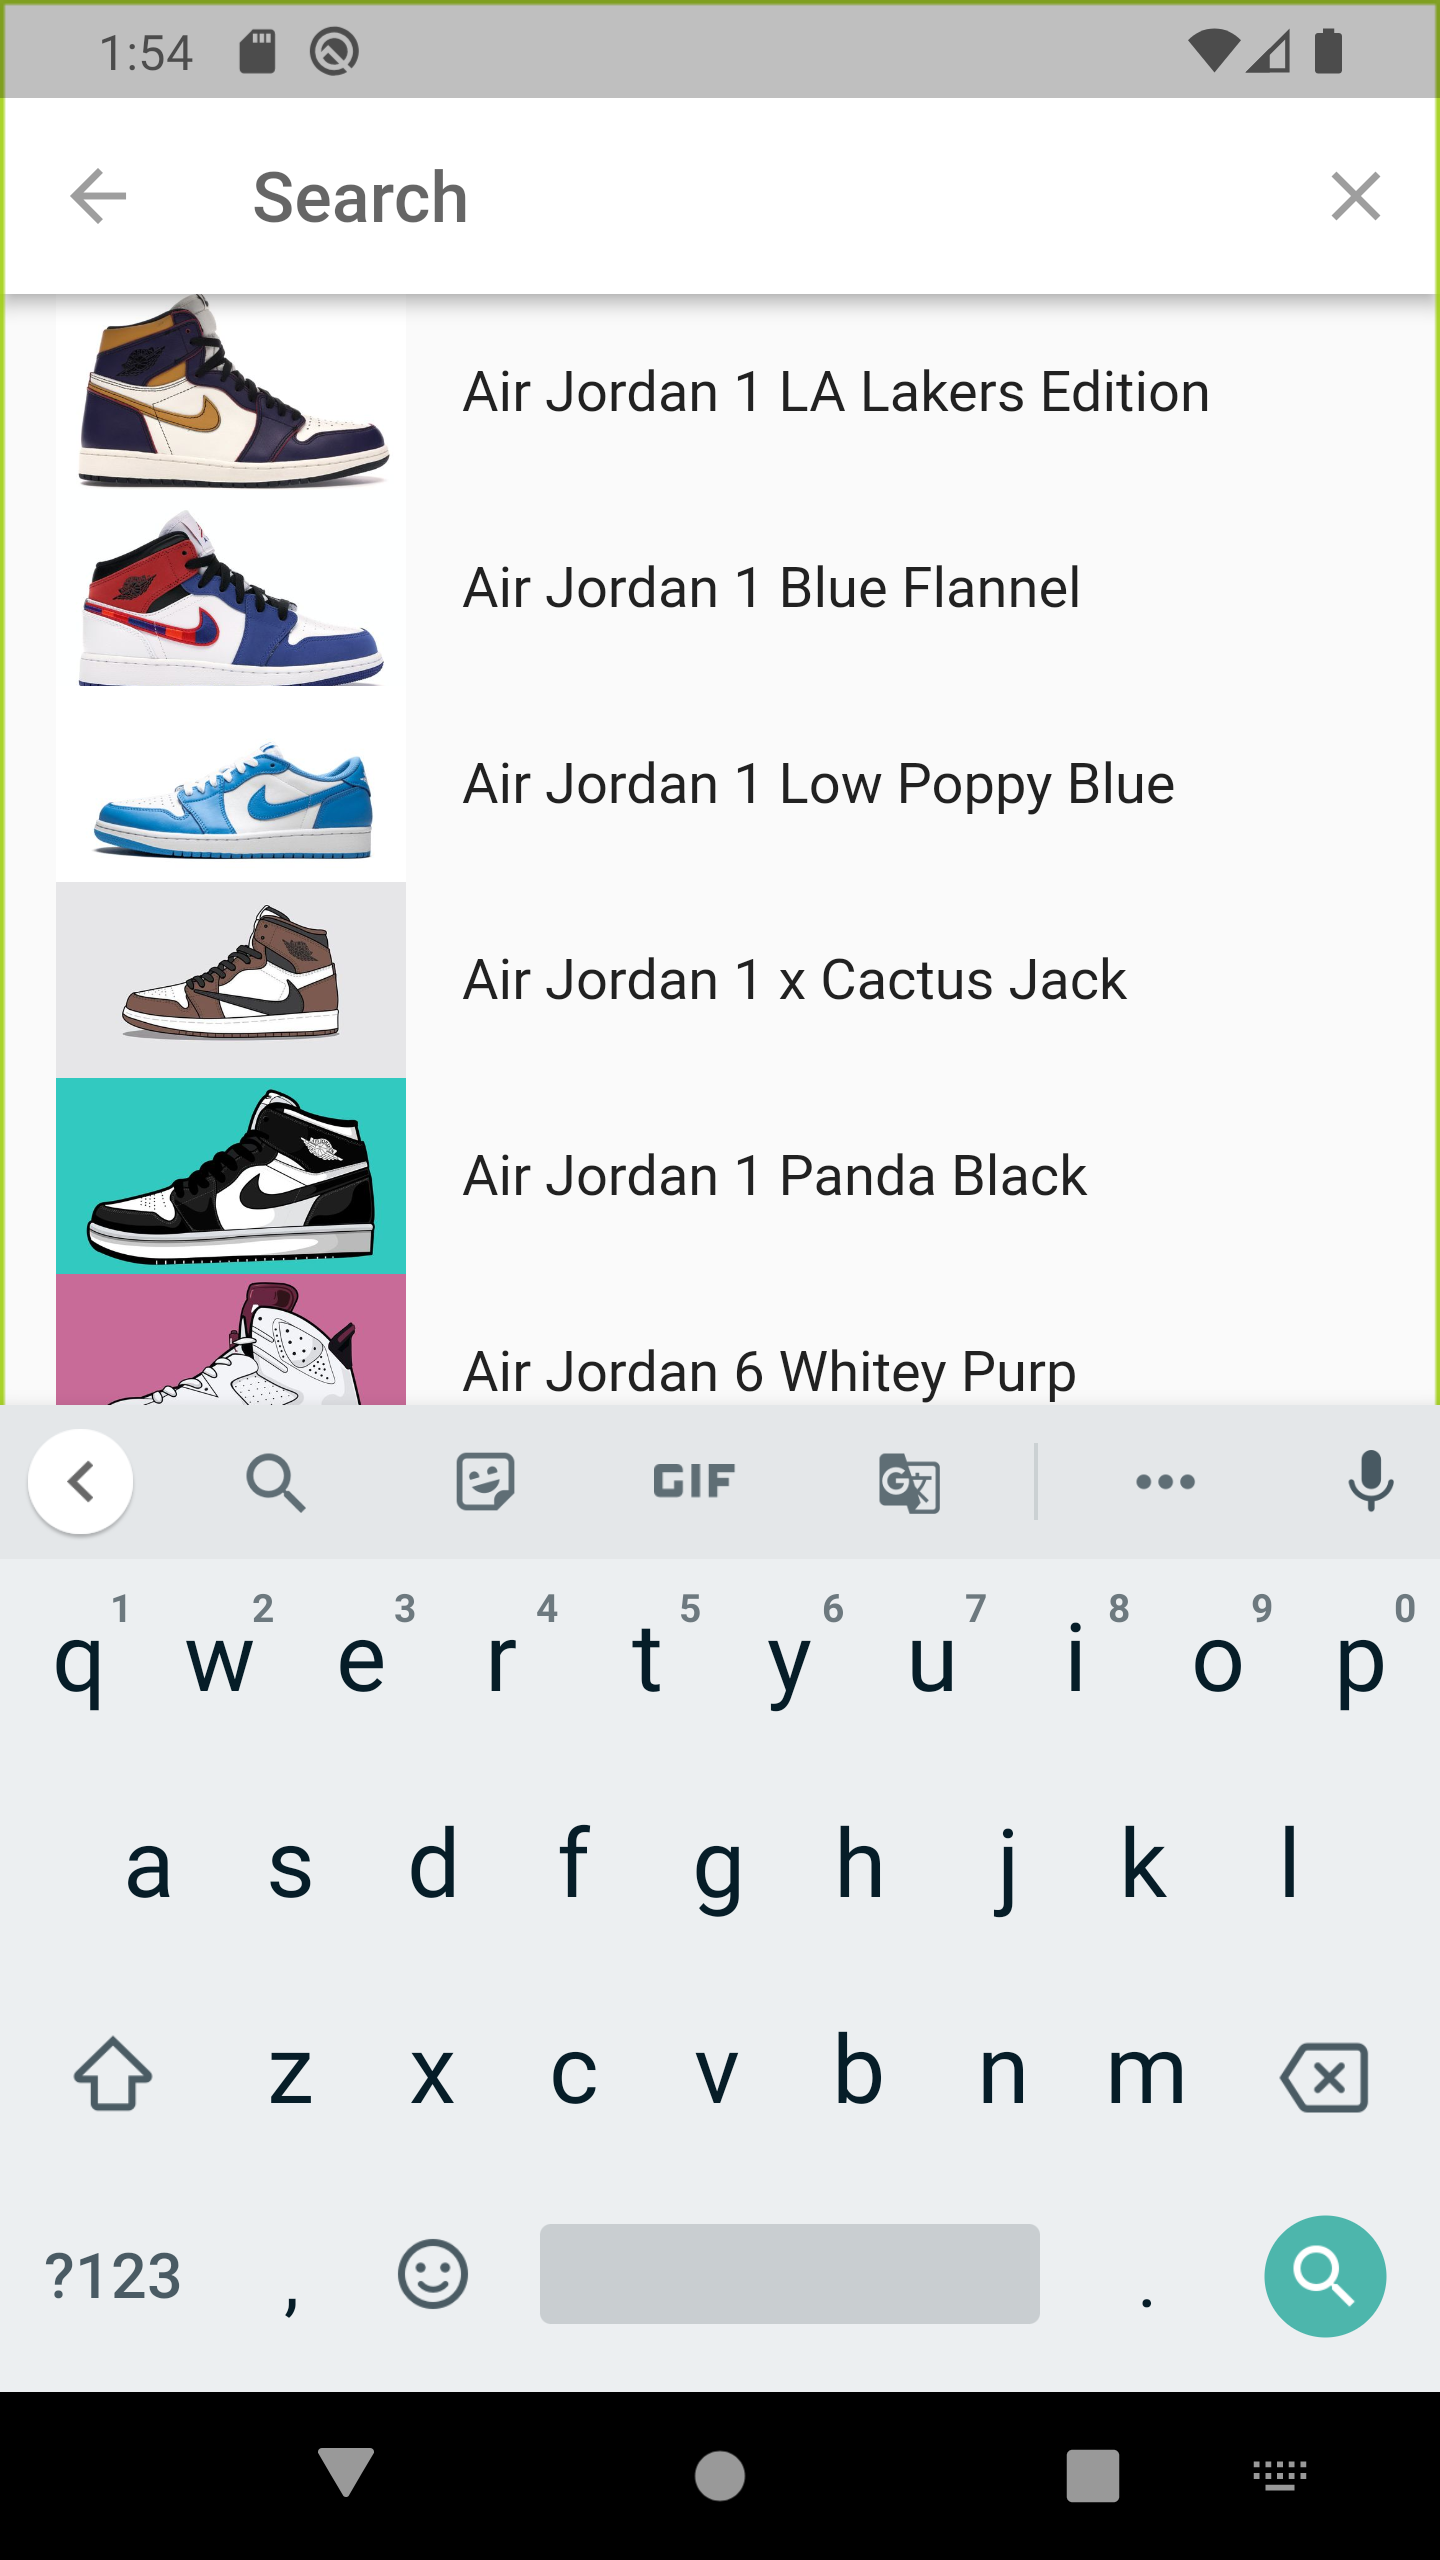 1:54
Search
Air Jordan 1 LA Lakers Edition
Air Jordan 1 Blue Flannel
Air Jordan 1 Low Poppy Blue
Air Jordan 1 x Cactus Jack
Air Jordan 1 Panda Black
Air Jordan 6 Whitey Purp
GIF
1 2 3 4 5 6 7 8 9 0
q w e r t y u i o p
a s d f g h j k l
z x c v b n m
?123 , .